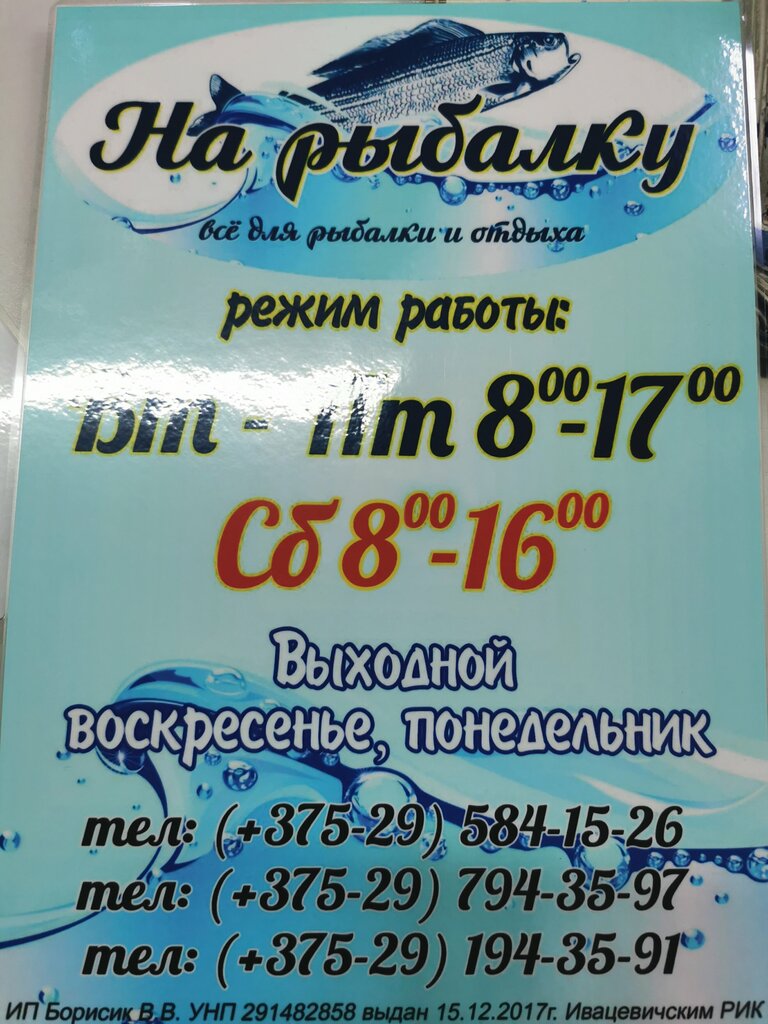 На рыбалку
всё для рыбалки и отдыха
режим работы:
Вт - Пт 8⁰⁰-17⁰⁰
Сб 8⁰⁰-16⁰⁰
Выходной
воскресенье, понедельник
тел: (+375-29) 584-15-26
тел: (+375-29) 794-35-97
тел: (+375-29) 194-35-91
ИП Борисик В.В. УНП 291482858 выдан 15.12.2017г. Ивацевичским РИК